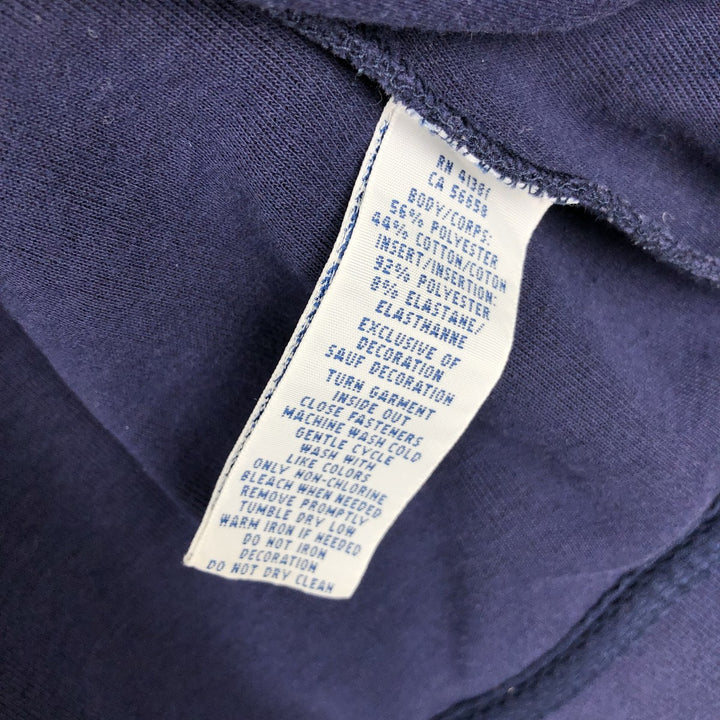 RN 41381
CA 56858
BODY/CORPS:
56% POLYESTER
44% COTTON/COTON
INSERT/INSERTION:
92% POLYESTER
8% ELASTANE/
ELASTHANNE
EXCLUSIVE OF
DECORATION
SAUF DECORATION
TURN GARMENT
INSIDE OUT
CLOSE FASTENERS
MACHINE WASH COLD
GENTLE CYCLE
WASH WITH
LIKE COLORS
ONLY NON-CHLORINE
BLEACH WHEN NEEDED
REMOVE PROMPTLY
TUMBLE DRY LOW
WARM IRON IF NEEDED
DO NOT IRON
DECORATION
DO NOT DRY CLEAN